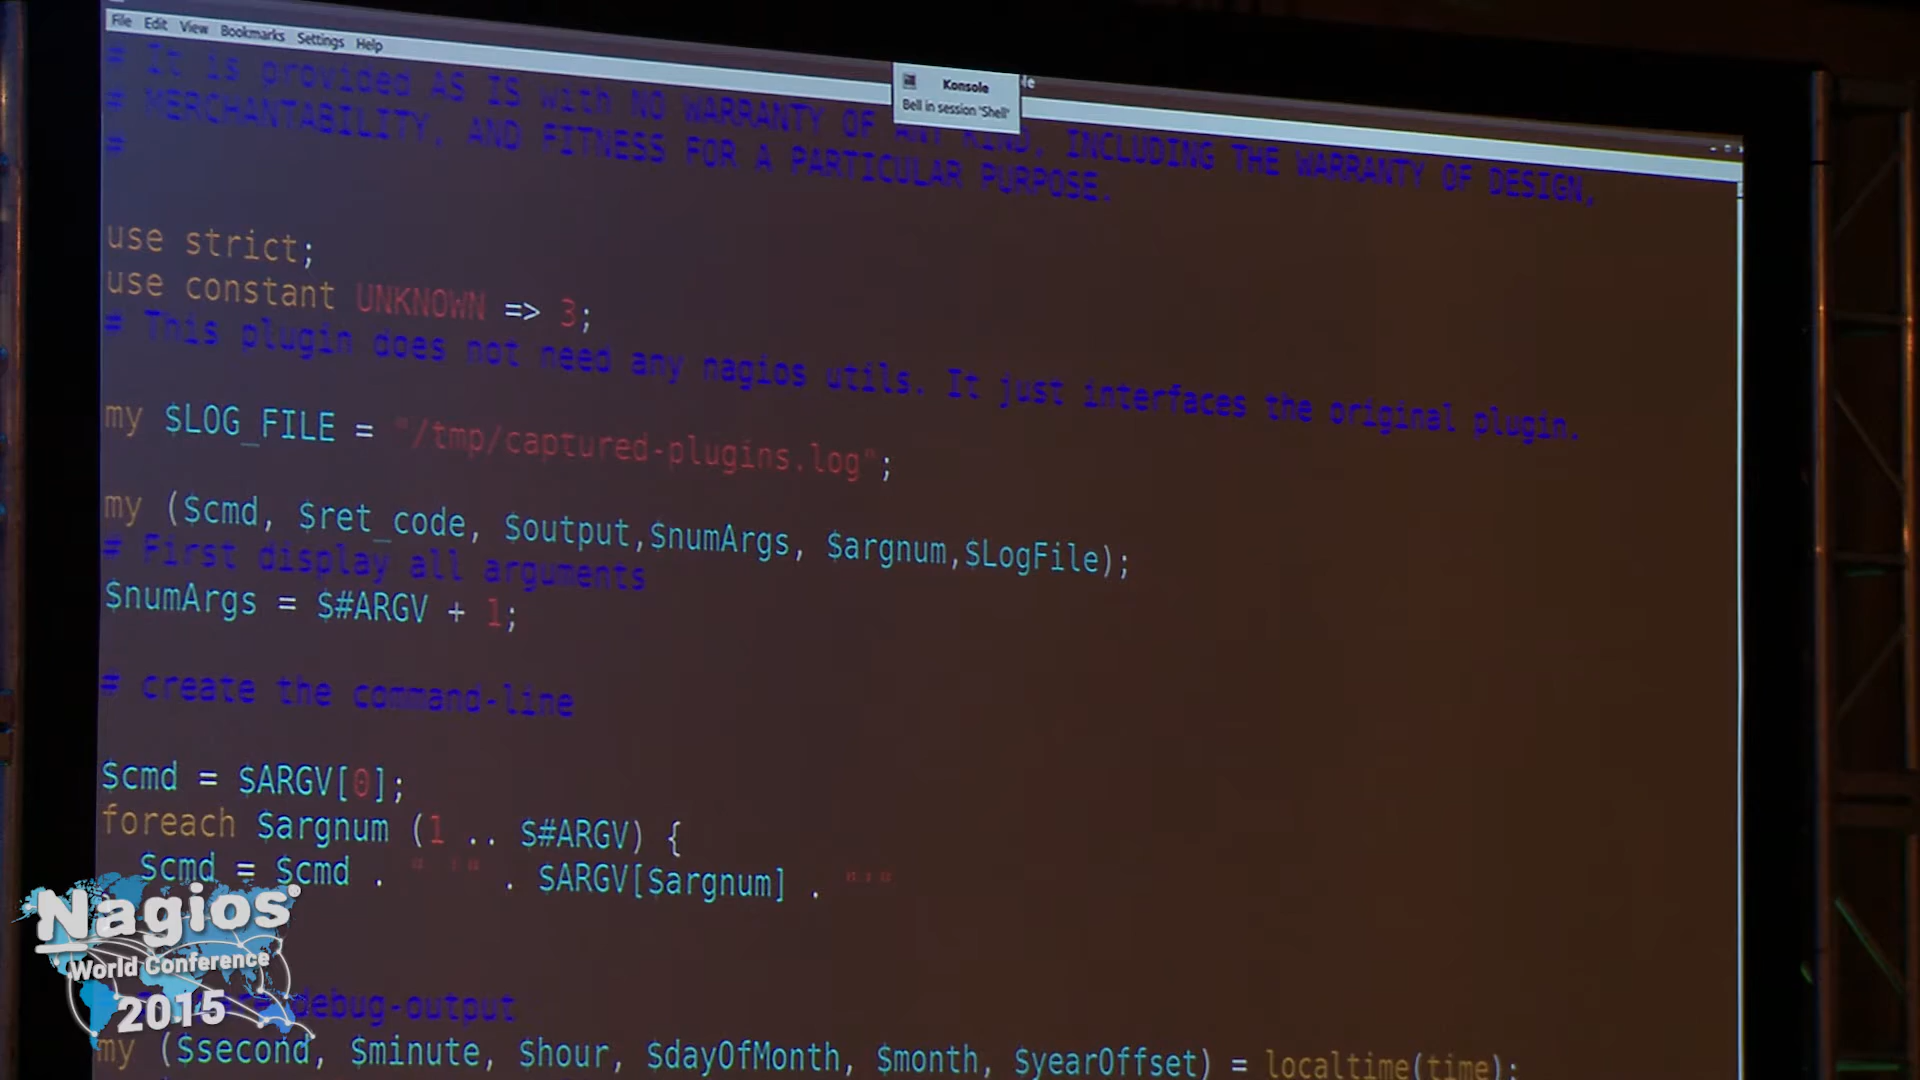 File Edit View Bookmarks Settings Help
Konsole
Bell in session 'Shell'
# It is provided AS IS with NO WARRANTY OF ANY KIND, INCLUDING THE WARRANTY OF DESIGN,
# MERCHANTABILITY, AND FITNESS FOR A PARTICULAR PURPOSE.
#
use strict;
use constant UNKNOWN => 3;
# This plugin does not need any nagios utils. It just interfaces the original plugin.
my $LOG_FILE = "/tmp/captured-plugins.log";
my ($cmd, $ret_code, $output,$numArgs, $argnum,$LogFile);
# First display all arguments
$numArgs = $#ARGV + 1;
# create the command-line
$cmd = $ARGV[0];
foreach $argnum (1 .. $#ARGV) {
$cmd = $cmd . " '" . $ARGV[$argnum] . "'"
debug-output
my ($second, $minute, $hour, $dayOfMonth, $month, $yearOffset) = localtime(time);
Nagios®
World Conference
2015